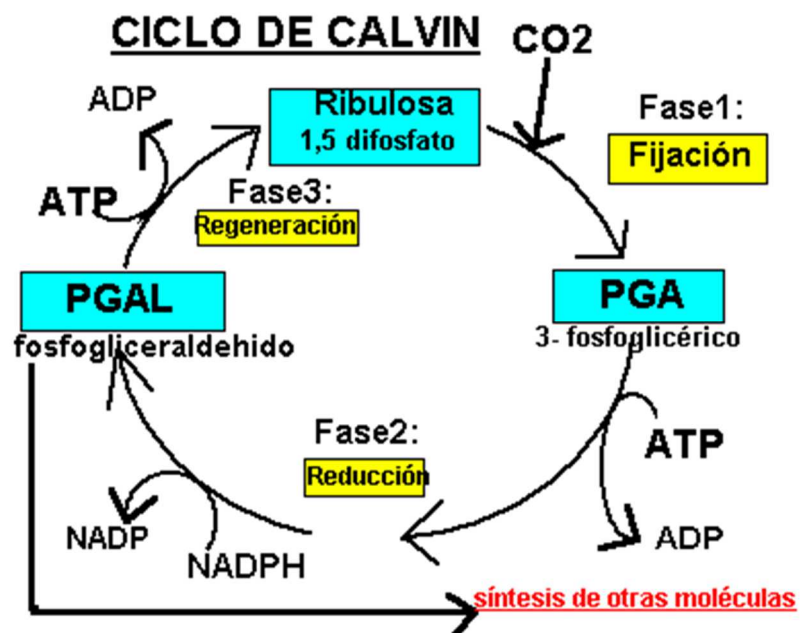 CICLO DE CALVIN
CO2
ADP
Ribulosa
1,5 difosfato
Fase1:
Fijación
ATP
Fase3:
Regeneración
PGAL
fosfogliceraldehido
PGA
3- fosfoglicérico
Fase2:
Reducción
ATP
ADP
NADP
NADPH
síntesis de otras moléculas